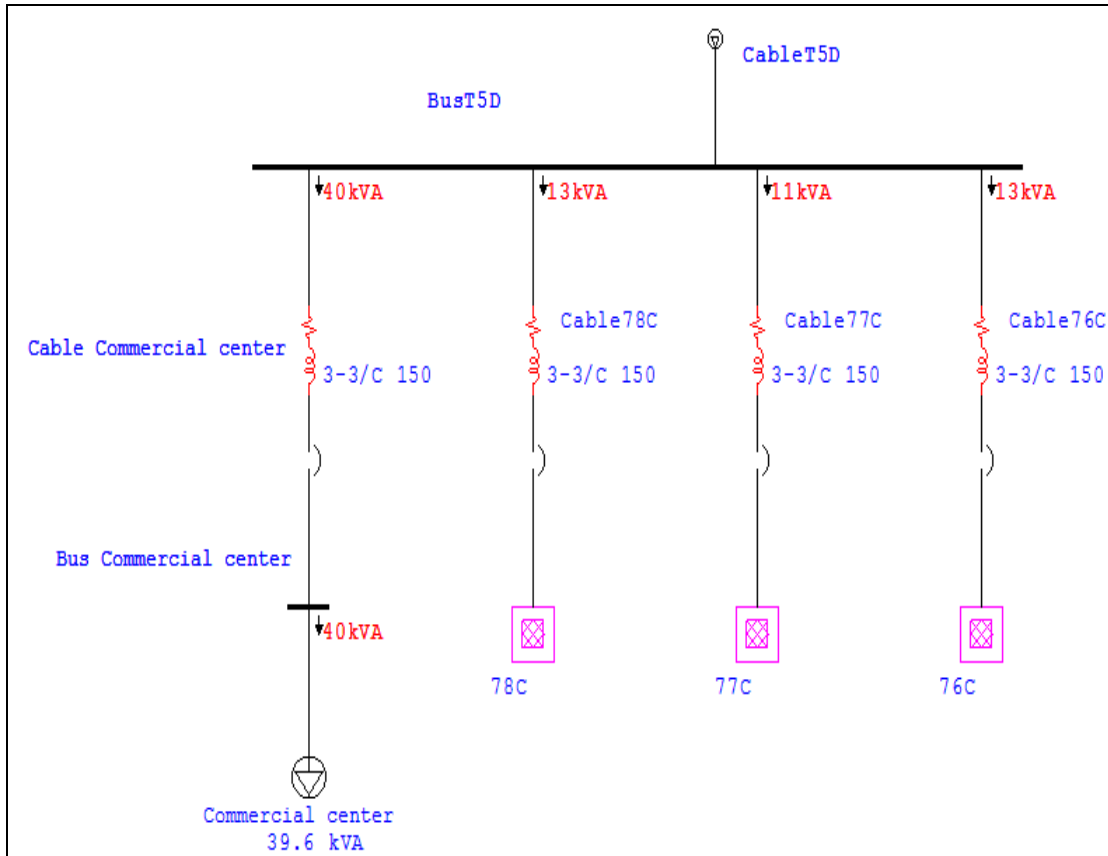 CableT5D
BusT5D
40kVA 13kVA 11kVA 13kVA
Cable78C Cable77C Cable76C
Cable Commercial center
3-3/C 150 3-3/C 150 3-3/C 150 3-3/C 150
Bus Commercial center
40kVA
78C 77C 76C
Commercial center
39.6 kVA